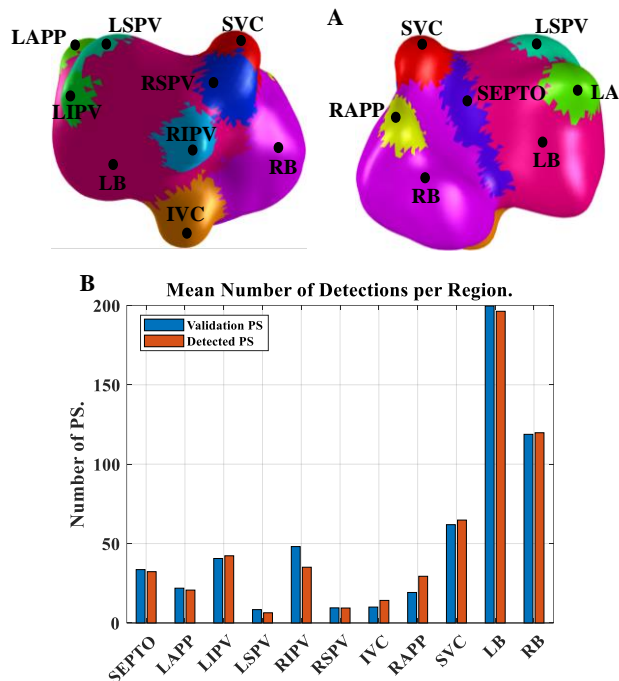 A
LAPP
LSPV
SVC
RSPV
LIPV
RIPV
LB
RB
IVC
SVC
LSPV
SEPTO
LA
RAPP
LB
RB
B
Mean Number of Detections per Region.
200
150
100
50
0
Number of PS.
Validation PS
Detected PS
SEPTO
LAPP
LIPV
LSPV
RIPV
RSPV
IVC
RAPP
SVC
LB
RB